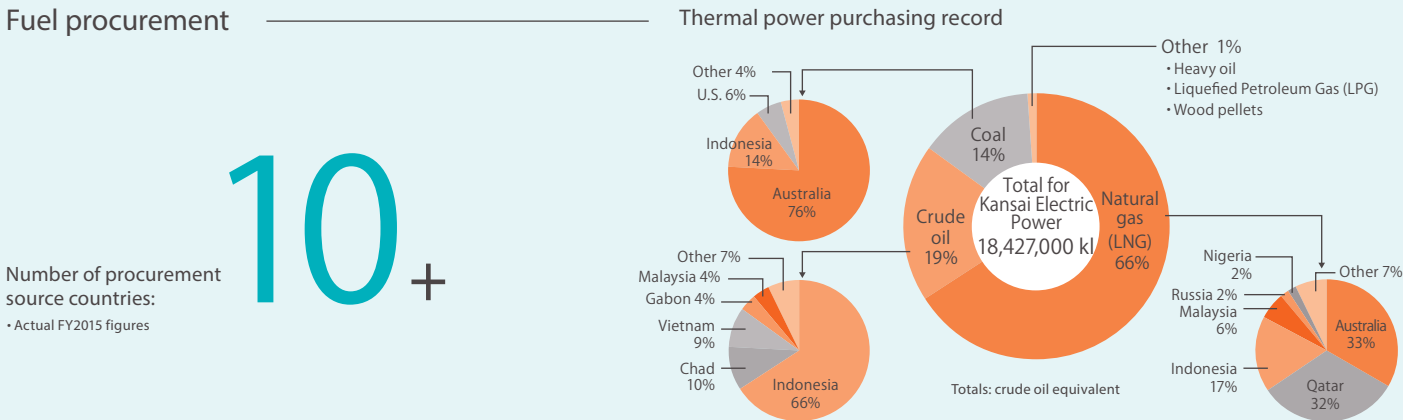 Fuel procurement
10+
Number of procurement
source countries:
• Actual FY2015 figures
Thermal power purchasing record
Other 1%
• Heavy oil
• Liquefied Petroleum Gas (LPG)
• Wood pellets
Other 4%
U.S. 6%
Indonesia
14%
Australia
76%
Coal
14%
Crude
oil
19%
Total for
Kansai Electric
Power
18,427,000 kl
Natural
gas
(LNG)
66%
Other 7%
Malaysia 4%
Gabon 4%
Vietnam
9%
Chad
10%
Indonesia
66%
Totals: crude oil equivalent
Nigeria
2%
Other 7%
Russia 2%
Malaysia
6%
Australia
33%
Indonesia
17%
Qatar
32%